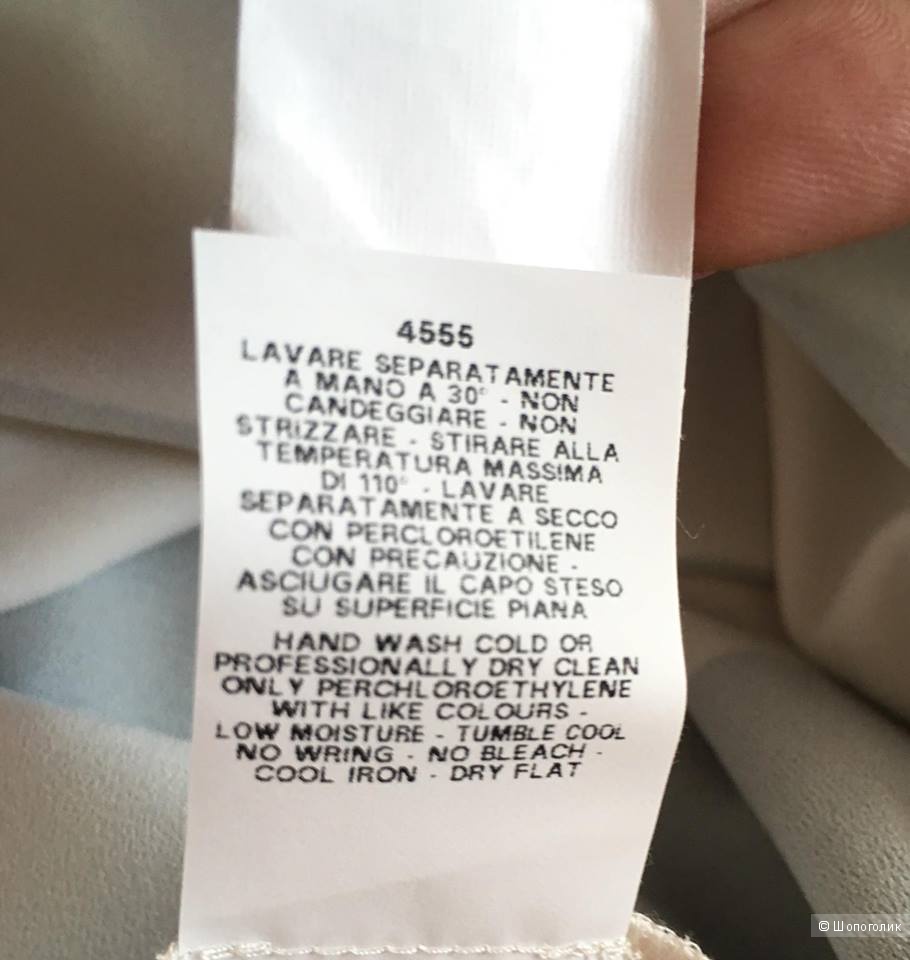 4555
LAVARE SEPARATAMENTE
A MANO A 30° - NON
CANDEGGIARE - NON
STRIZZARE - STIRARE ALLA
TEMPERATURA MASSIMA
DI 110° - LAVARE
SEPARATAMENTE A SECCO
CON PERCLOROETILENE
CON PRECAUZIONE -
ASCIUGARE IL CAPO STESO
SU SUPERFICIE PIANA
HAND WASH COLD OR
PROFESSIONALLY DRY CLEAN
ONLY PERCHLOROETHYLENE
WITH LIKE COLOURS -
LOW MOISTURE - TUMBLE COOL
NO WRING - NO BLEACH -
COOL IRON - DRY FLAT
© Шопоголик